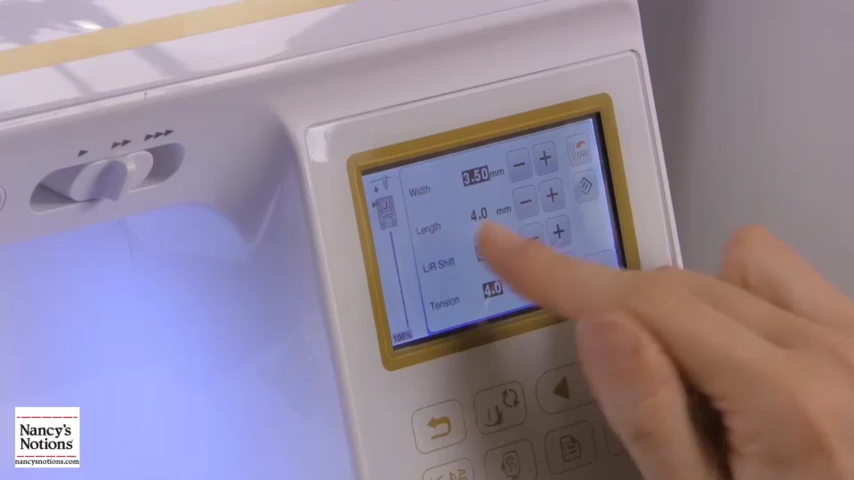 Width 3.50 mm
Length 4.0 mm
L/R Shift
Tension 4.0
100%
Nancy's
Notions
nancysnotions.com